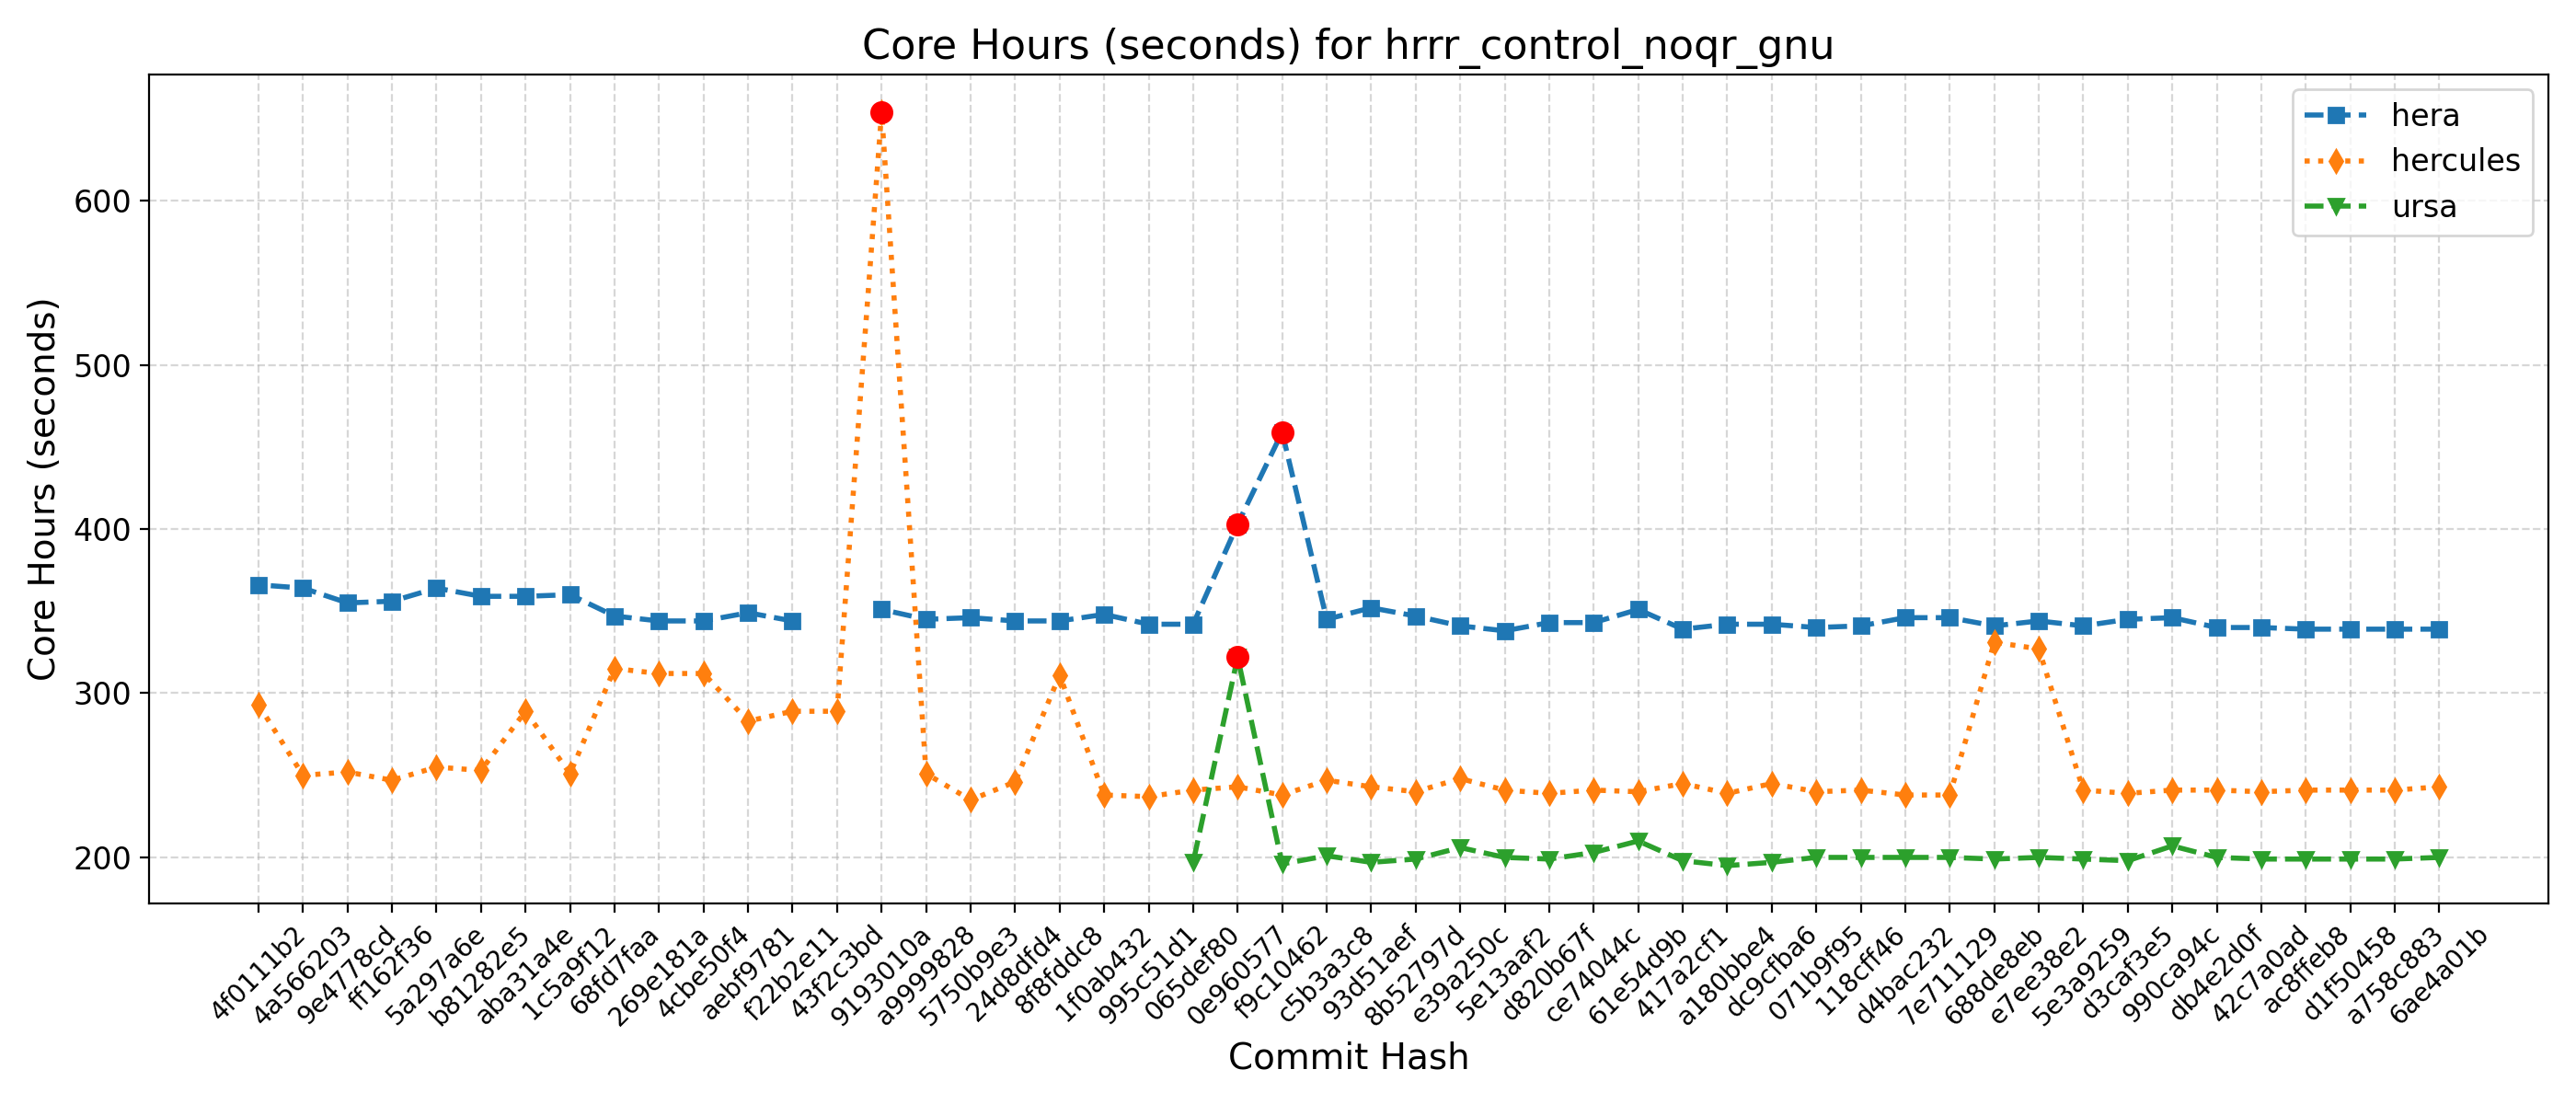 Core Hours (seconds) for hrrr_control_noqr_gnu
hera
hercules
ursa
Core Hours (seconds)
600
500
400
300
200
4f0111b2
4a566203
9e4778cd
ff162f36
5a297a6e
b81282e5
aba31a4e
1c5a9f12
68fd7faa
269e181a
4cbe50f4
aebf9781
f22b2e11
43f2c3bd
9193010a
a9999828
5750b9e3
24d8dfd4
8f8fddc8
1f0ab432
995c51d1
065def80
0e960577
f9c10462
c5b3a3c8
93d51aef
8b52797d
e39a250c
5e13aaf2
d820b67f
ce74044c
61e54d9b
417a2cf1
a180bbe4
dc9cfba6
071b9f95
118cff46
d4bac232
7e711129
688de8eb
e7ee38e2
5e3a9259
d3caf3e5
990ca94c
db4e2d0f
42c7a0ad
ac8ffeb8
d1f50458
a758c883
6ae4a01b
Commit Hash